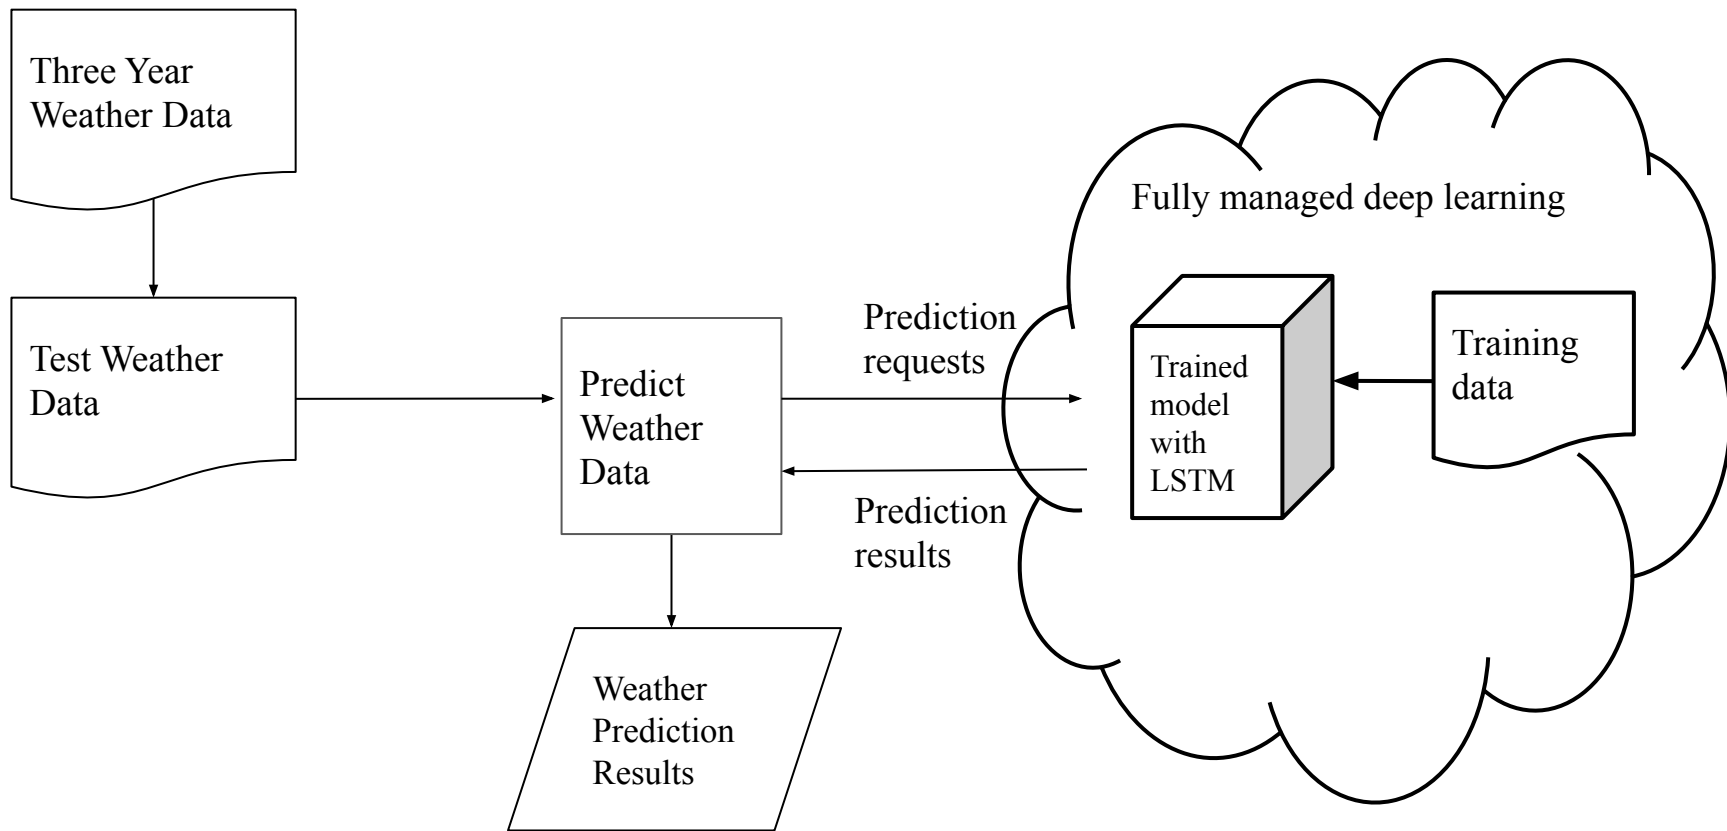 Three Year
Weather Data
Fully managed deep learning
Test Weather
Data
Predict
Weather
Data
Prediction
requests
Prediction
results
Trained
model
with
LSTM
Training
data
Weather
Prediction
Results